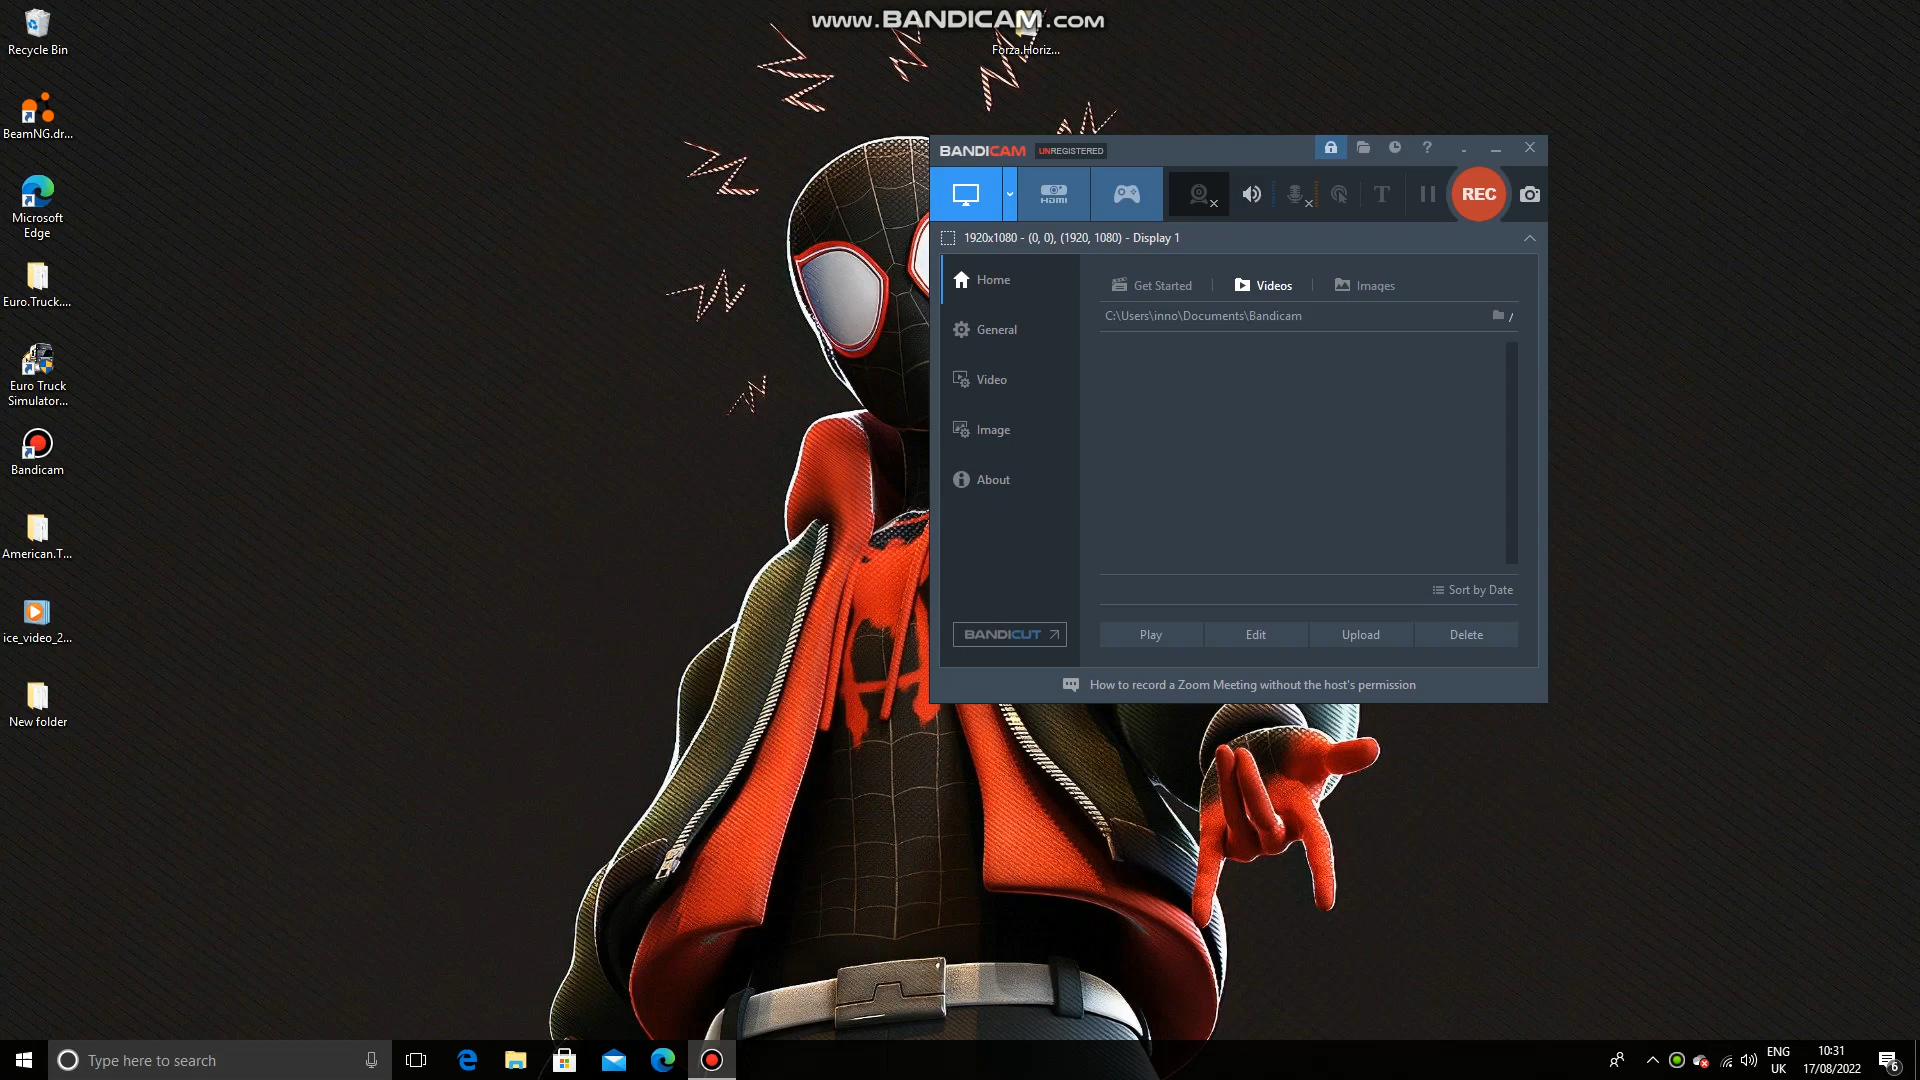 www.BANDICAM.com
Recycle Bin
Forza.Horiz...
BeamNG.dr...
Microsoft
Edge
Euro.Truck....
Euro Truck
Simulator...
Bandicam
American.T...
ice_video_2...
New folder
BANDICAM UNREGISTERED
?
HDMI
T
REC
1920x1080 - (0, 0), (1920, 1080) - Display 1
Home
General
Video
Image
About
BANDICUT
Get Started
Videos
Images
C:\Users\inno\Documents\Bandicam
/
Sort by Date
Play
Edit
Upload
Delete
How to record a Zoom Meeting without the host's permission
Type here to search
ENG
UK
10:31
17/08/2022
6